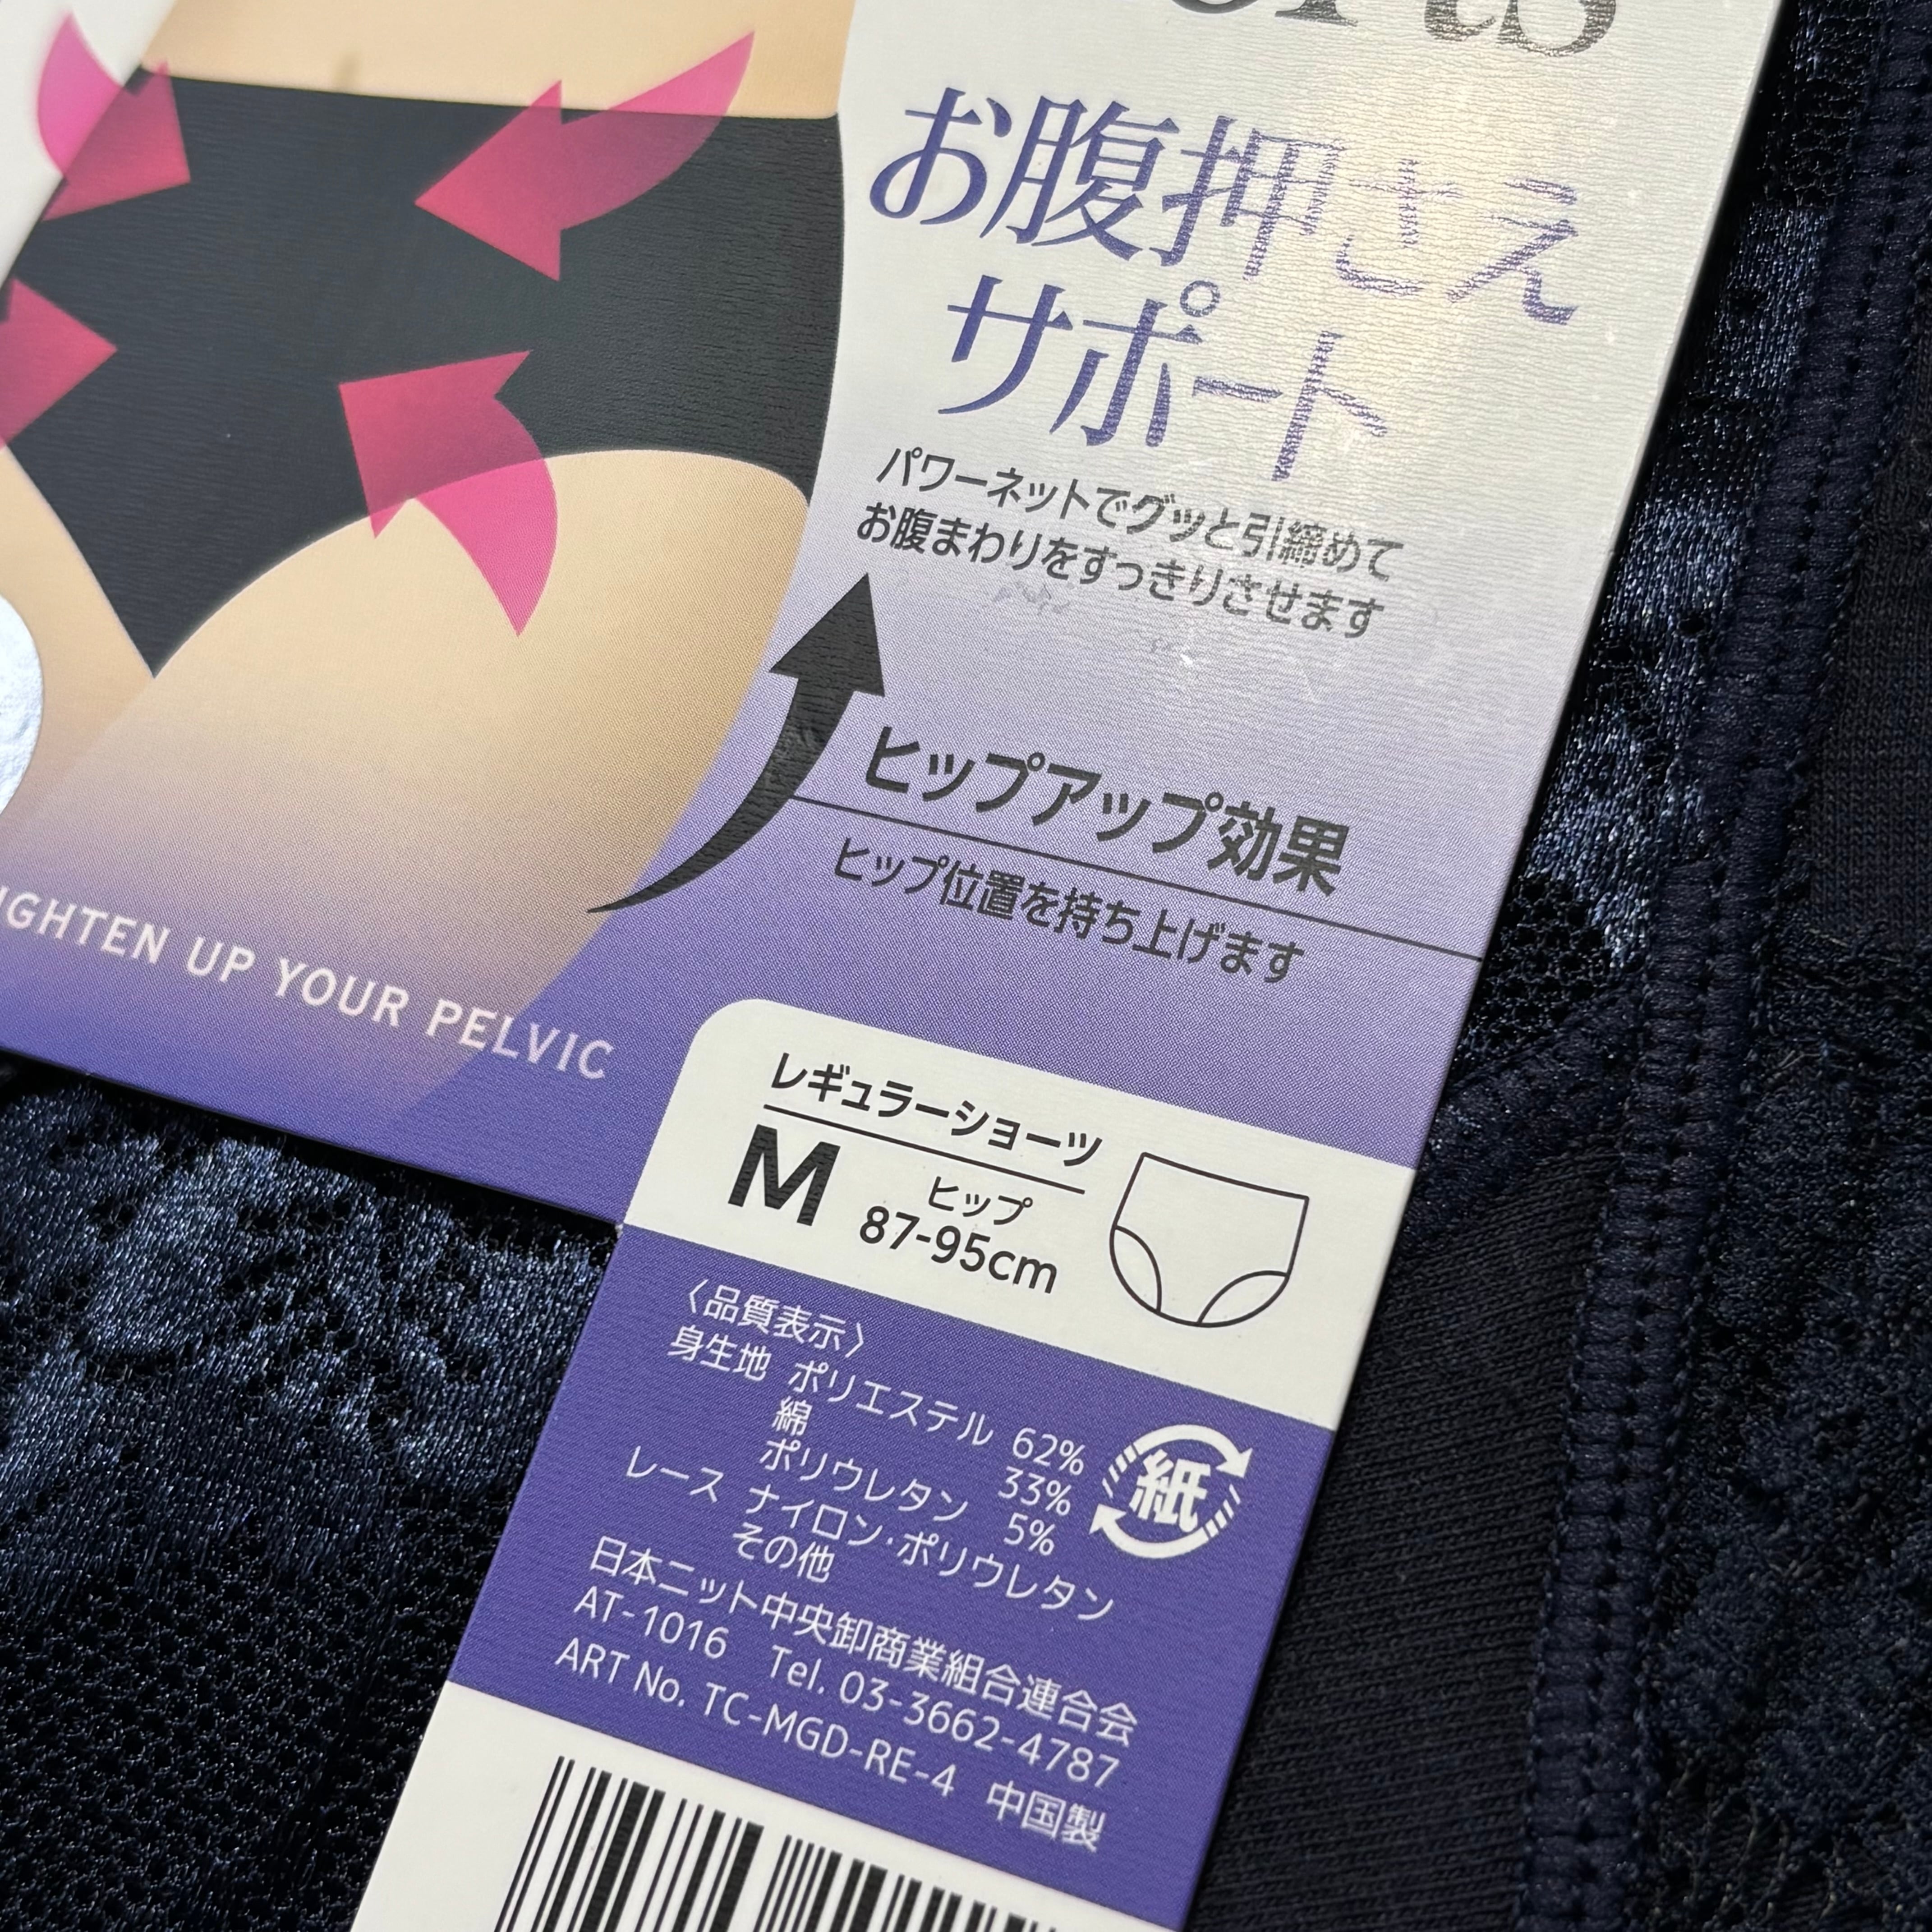 お腹押さえ
サポート
パワーネットでグッと引締めて
お腹まわりをすっきりさせます
ヒップアップ効果
ヒップ位置を持ち上げます
UP YOUR PELVIC
レギュラーショーツ
M
ヒップ
87-95cm
〈品質表示〉
身生地 ポリエステル 62%
綿 33%
ポリウレタン 5%
レース ナイロン・ポリウレタン
その他
紙
日本ニット中央卸商業組合連合会
AT-1016 Tel. 03-3662-4787
ART No. TC-MGD-RE-4 中国製